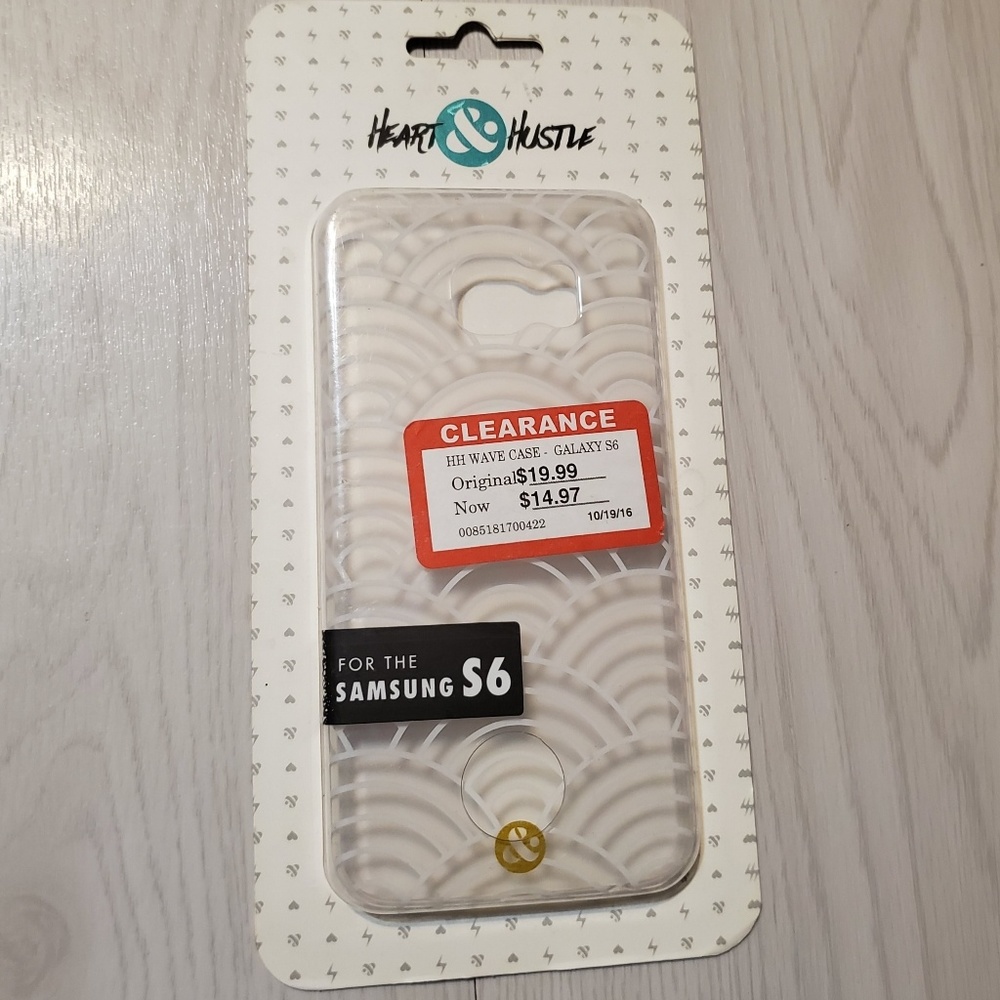 HEART & HUSTLE
CLEARANCE
HH WAVE CASE - GALAXY S6
Original $19.99
Now $14.97
0085181700422 10/19/16
FOR THE
SAMSUNG S6
&